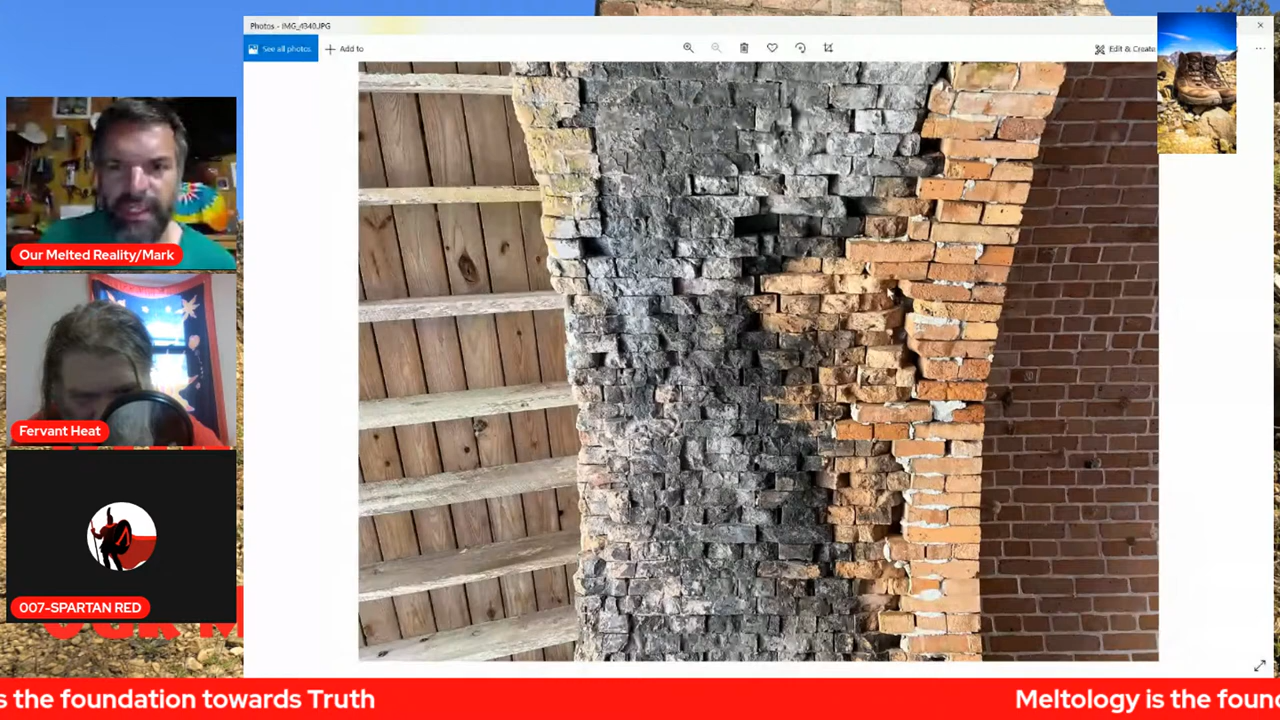 Photos - IMG_4340.JPG
See all photos
Add to
Edit & Create
Our Melted Reality/Mark
Fervant Heat
007-SPARTAN RED
s the foundation towards Truth
Meltology is the found